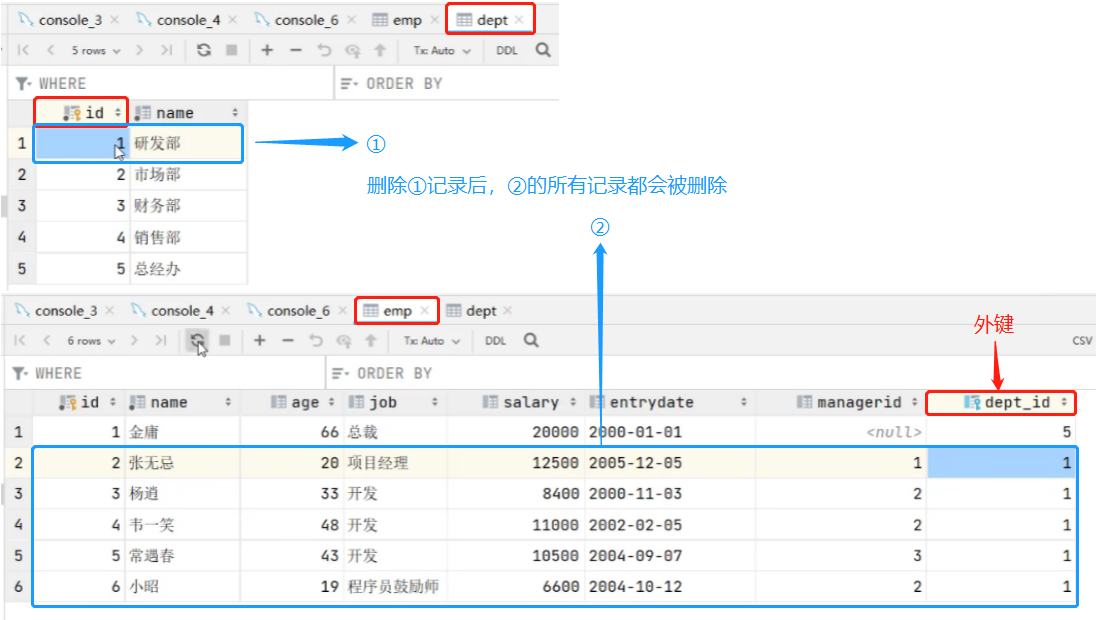 console_3 console_4 console_6 emp dept
5 rows Tx: Auto DDL
WHERE ORDER BY
id name
1 1 研发部
①
2 2 市场部
删除①记录后，②的所有记录都会被删除
3 3 财务部
②
4 4 销售部
5 5 总经办
console_3 console_4 console_6 emp dept
外键
6 rows Tx: Auto DDL CSV
WHERE ORDER BY
id name age job salary entrydate managerid dept_id
1 1 金庸 66 总裁 20000 2000-01-01 <null> 5
2 2 张无忌 20 项目经理 12500 2005-12-05 1 1
3 3 杨逍 33 开发 8400 2000-11-03 2 1
4 4 韦一笑 48 开发 11000 2002-02-05 2 1
5 5 常遇春 43 开发 10500 2004-09-07 3 1
6 6 小昭 19 程序员鼓励师 6600 2004-10-12 2 1